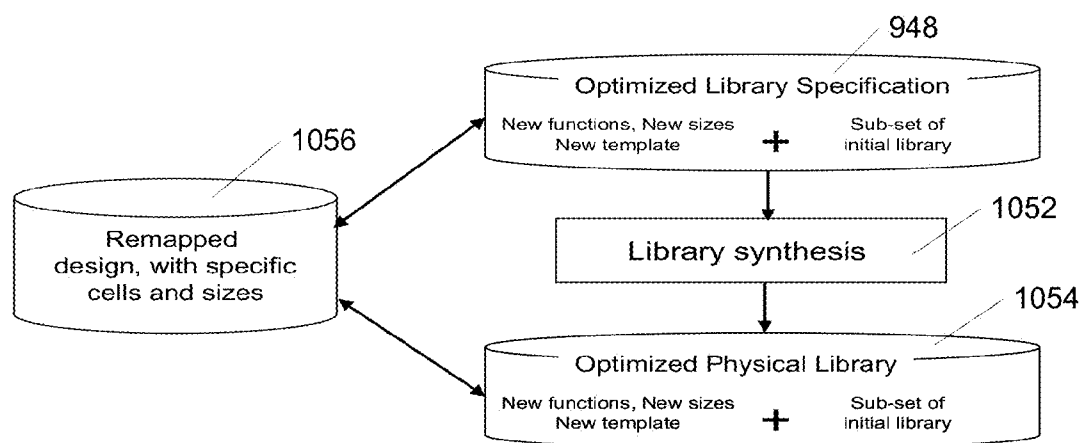 948
Optimized Library Specification
New functions, New sizes
New template
+
Sub-set of
initial library
1056
Remapped
design, with specific
cells and sizes
1052
Library synthesis
1054
Optimized Physical Library
New functions, New sizes
New template
+
Sub-set of
initial library